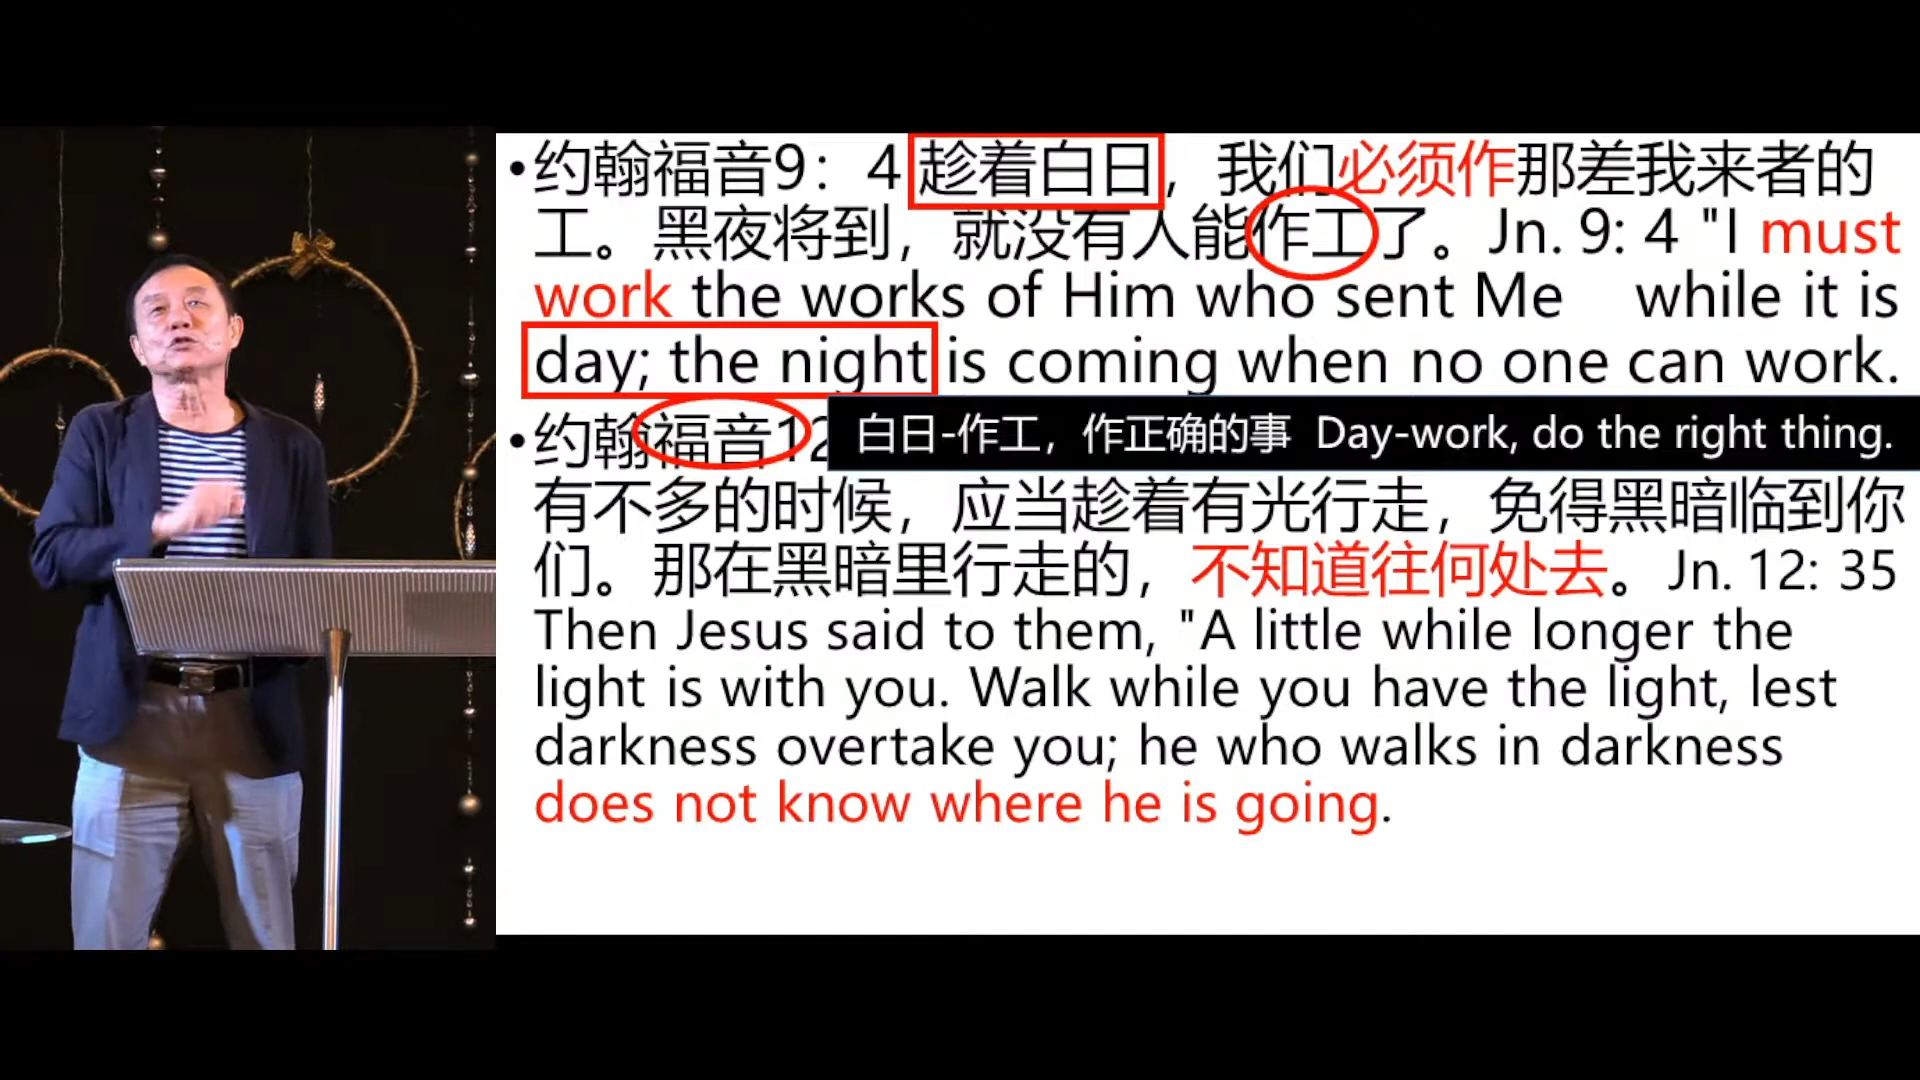 •约翰福音9：4 趁着白日，我们必须作那差我来者的
工。黑夜将到，就没有人能作工了。Jn. 9: 4 "I must
work the works of Him who sent Me while it is
day; the night is coming when no one can work.
•约翰福音12
白日-作工，作正确的事 Day-work, do the right thing.
有不多的时候，应当趁着有光行走，免得黑暗临到你
们。那在黑暗里行走的，不知道往何处去。Jn. 12: 35
Then Jesus said to them, "A little while longer the
light is with you. Walk while you have the light, lest
darkness overtake you; he who walks in darkness
does not know where he is going.